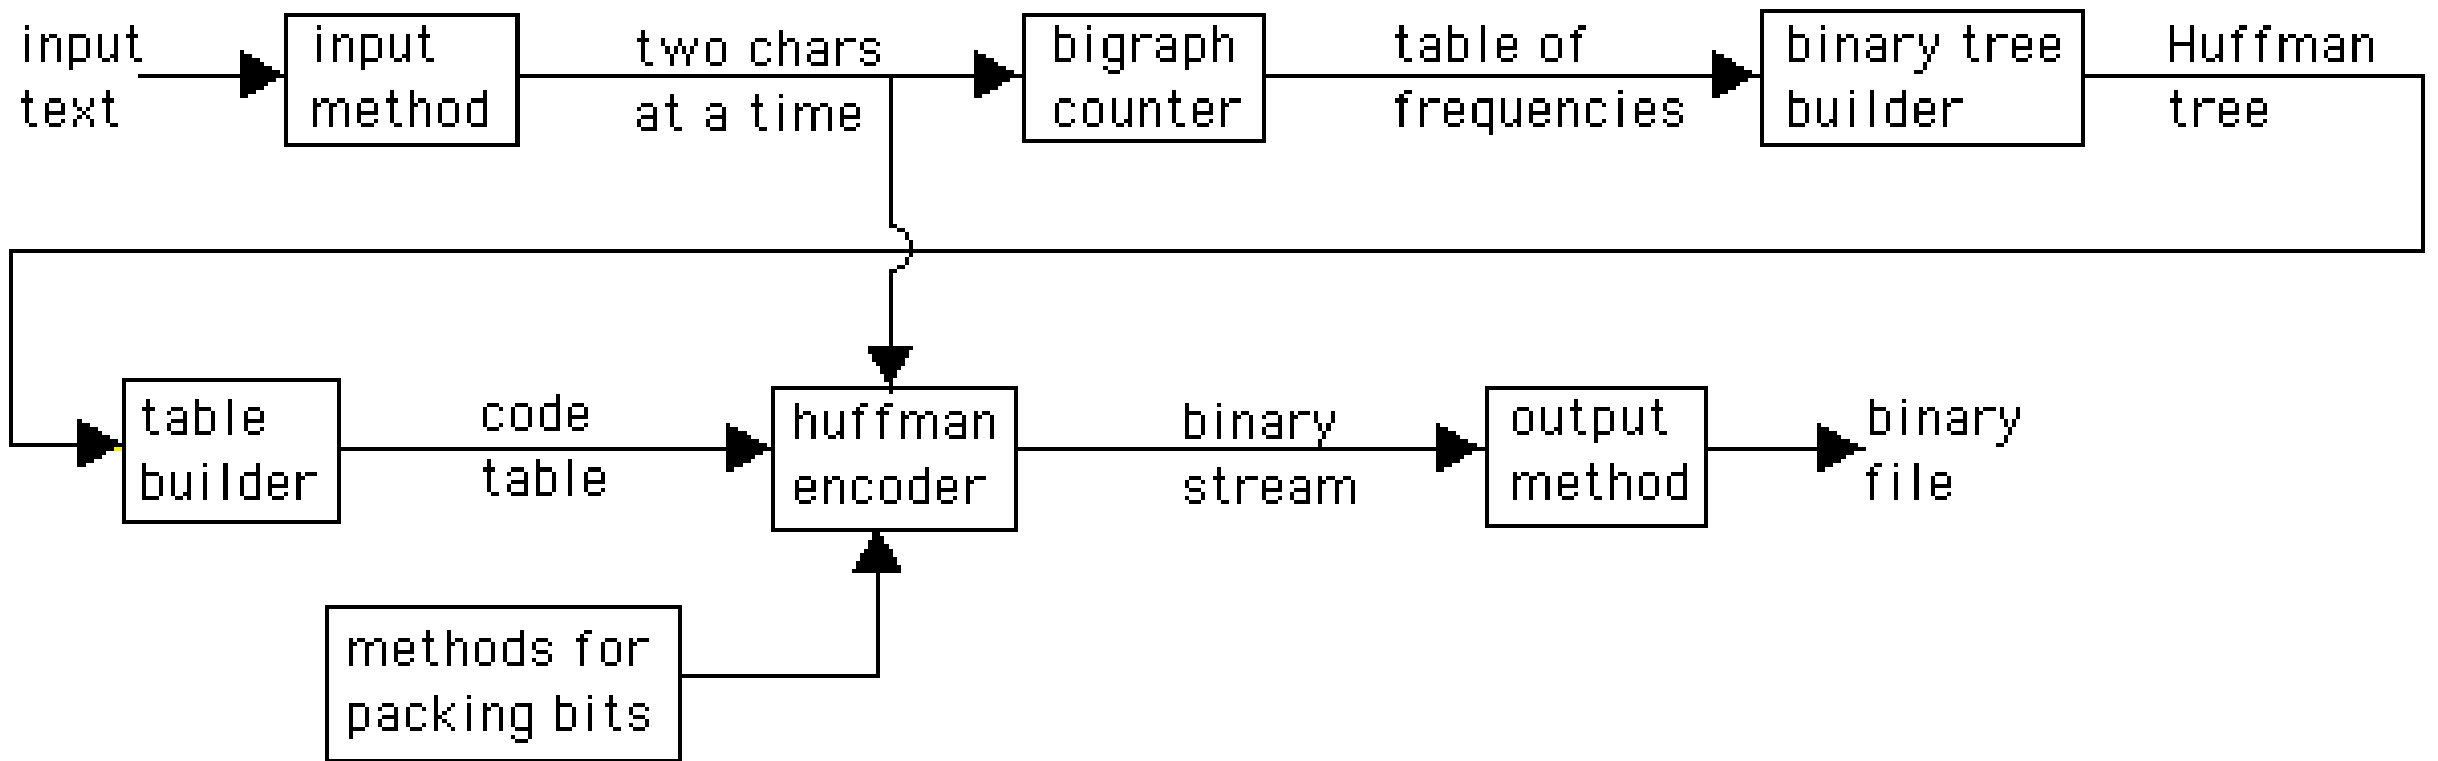 input
text
input
method
two chars
at a time
bigraph
counter
table of
frequencies
binary tree
builder
Huffman
tree
table
builder
code
table
huffman
encoder
binary
stream
output
method
binary
file
methods for
packing bits